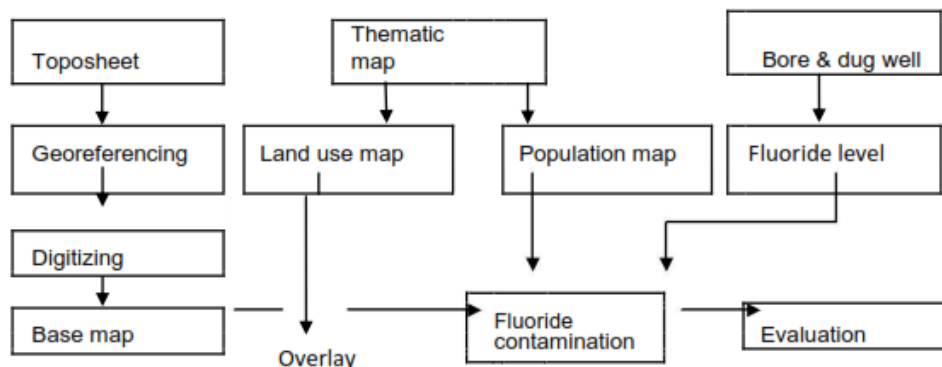 Toposheet
Thematic
map
Bore & dug well
Georeferencing
Land use map
Population map
Fluoride level
Digitizing
Base map
Overlay
Fluoride
contamination
Evaluation